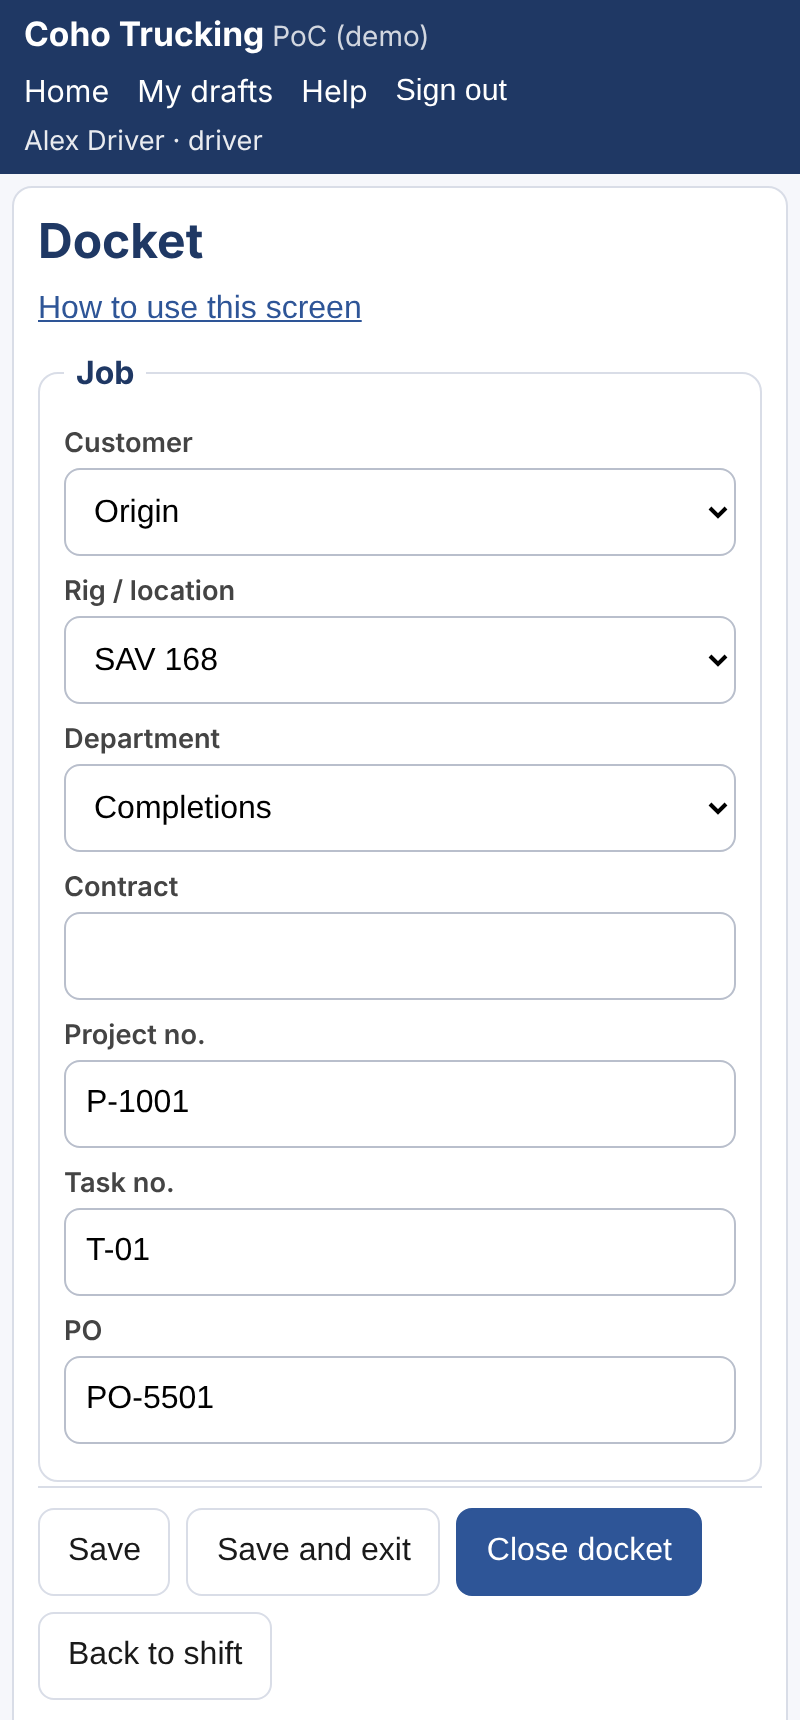 Coho Trucking PoC (demo)
Home My drafts Help Sign out
Alex Driver · driver
Docket
How to use this screen
Job
Customer
Origin
Rig / location
SAV 168
Department
Completions
Contract
Project no.
P-1001
Task no.
T-01
PO
PO-5501
Save Save and exit Close docket
Back to shift